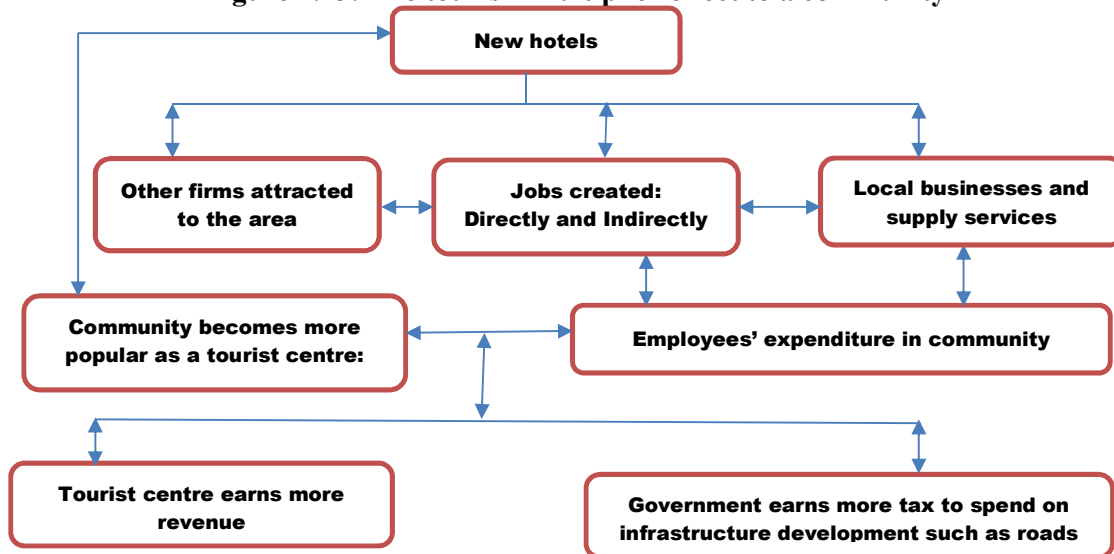 New hotels
Other firms attracted
to the area
Jobs created:
Directly and Indirectly
Local businesses and
supply services
Community becomes more
popular as a tourist centre:
Employees’ expenditure in community
Tourist centre earns more
revenue
Government earns more tax to spend on
infrastructure development such as roads